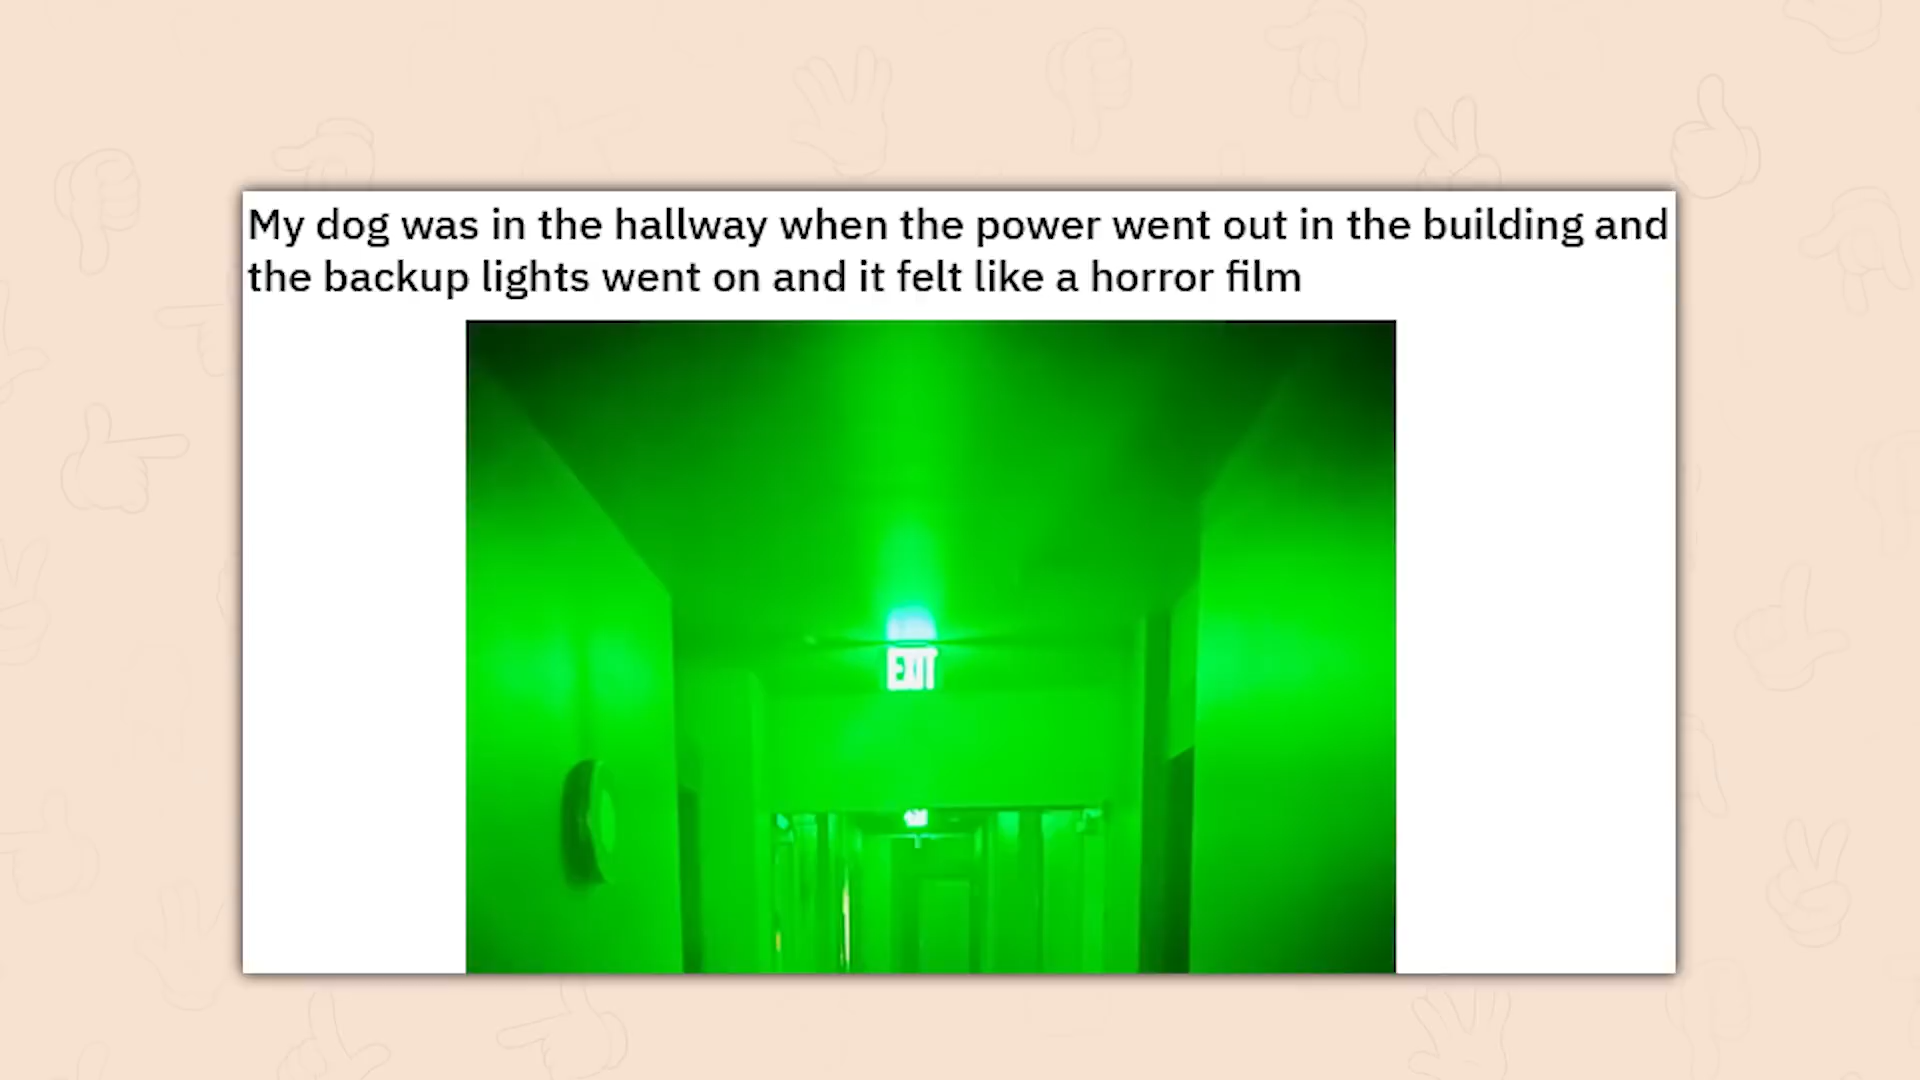 My dog was in the hallway when the power went out in the building and
the backup lights went on and it felt like a horror film
EXIT